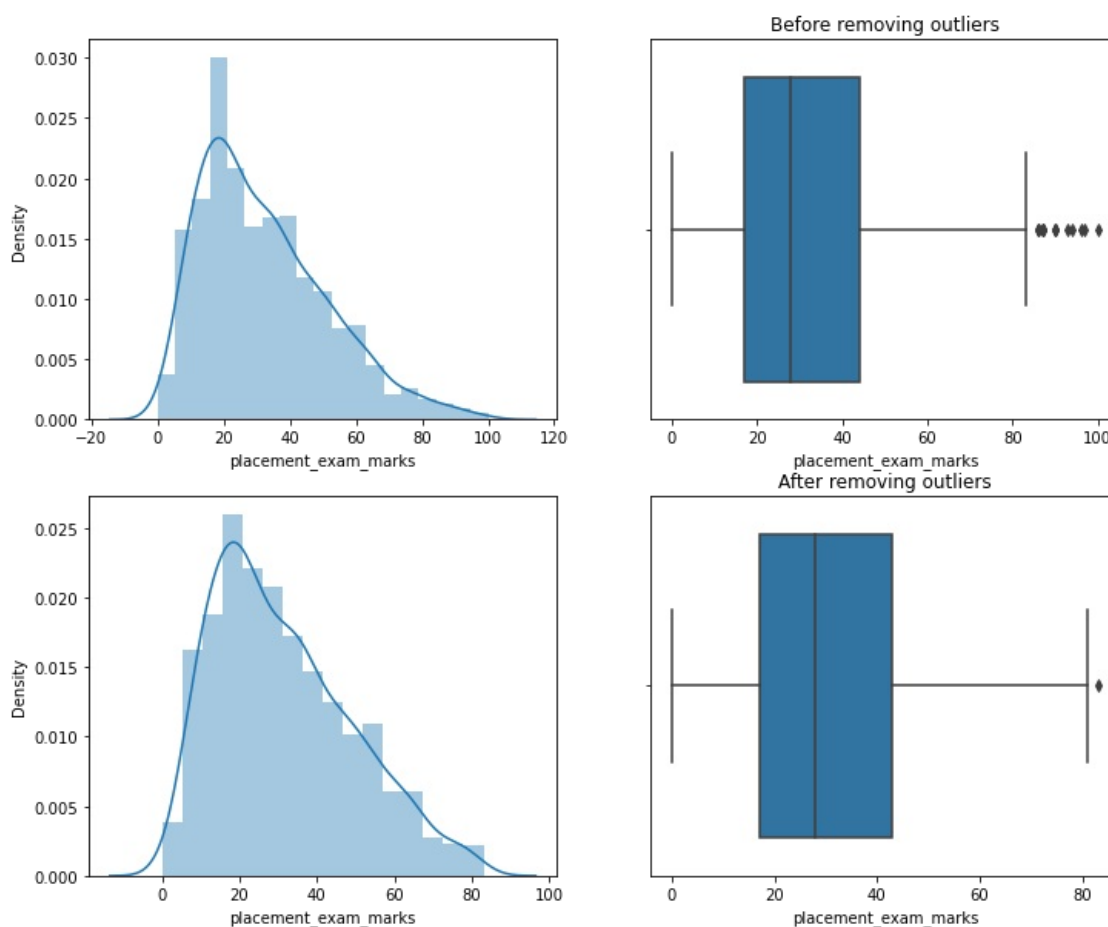 Before removing outliers
0.030
0.025
0.020
0.015
0.010
0.005
0.000
Density
−20 0 20 40 60 80 100 120
placement_exam_marks
0 20 40 60 80 100
placement_exam_marks
After removing outliers
0.025
0.020
0.015
0.010
0.005
0.000
Density
0 20 40 60 80 100
placement_exam_marks
0 20 40 60 80
placement_exam_marks